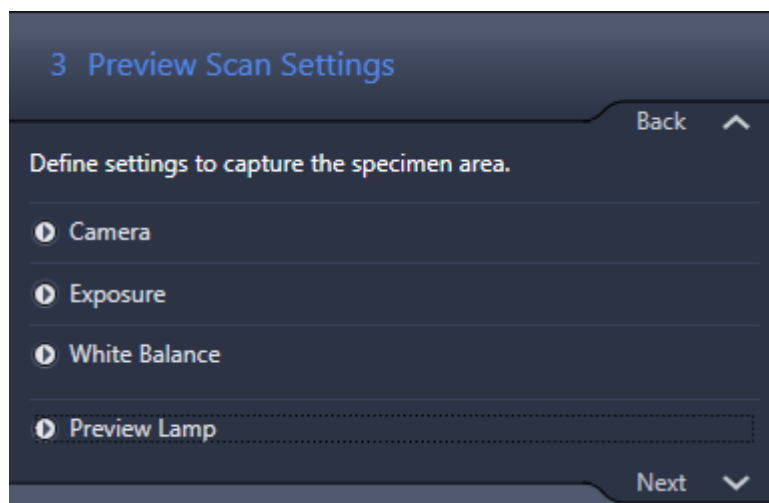 3 Preview Scan Settings
Back
Define settings to capture the specimen area.
Camera
Exposure
White Balance
Preview Lamp
Next